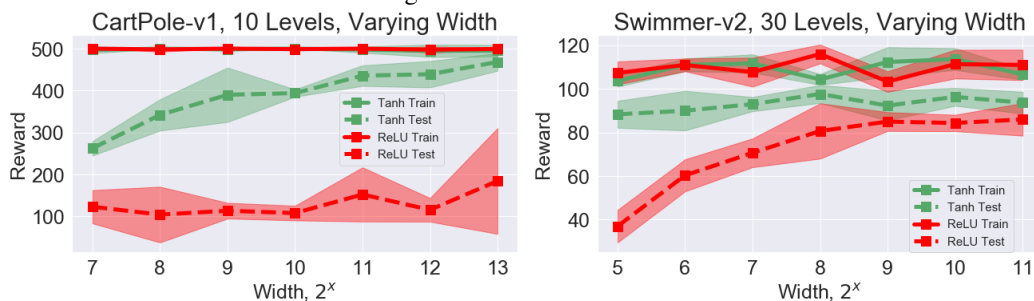 CartPole-v1, 10 Levels, Varying Width
500
400
300
200
100
Reward
Tanh Train
Tanh Test
ReLU Train
ReLU Test
7 8 9 10 11 12 13
Width, 2^x
Swimmer-v2, 30 Levels, Varying Width
120
100
80
60
40
Reward
Tanh Train
Tanh Test
ReLU Train
ReLU Test
5 6 7 8 9 10 11
Width, 2^x